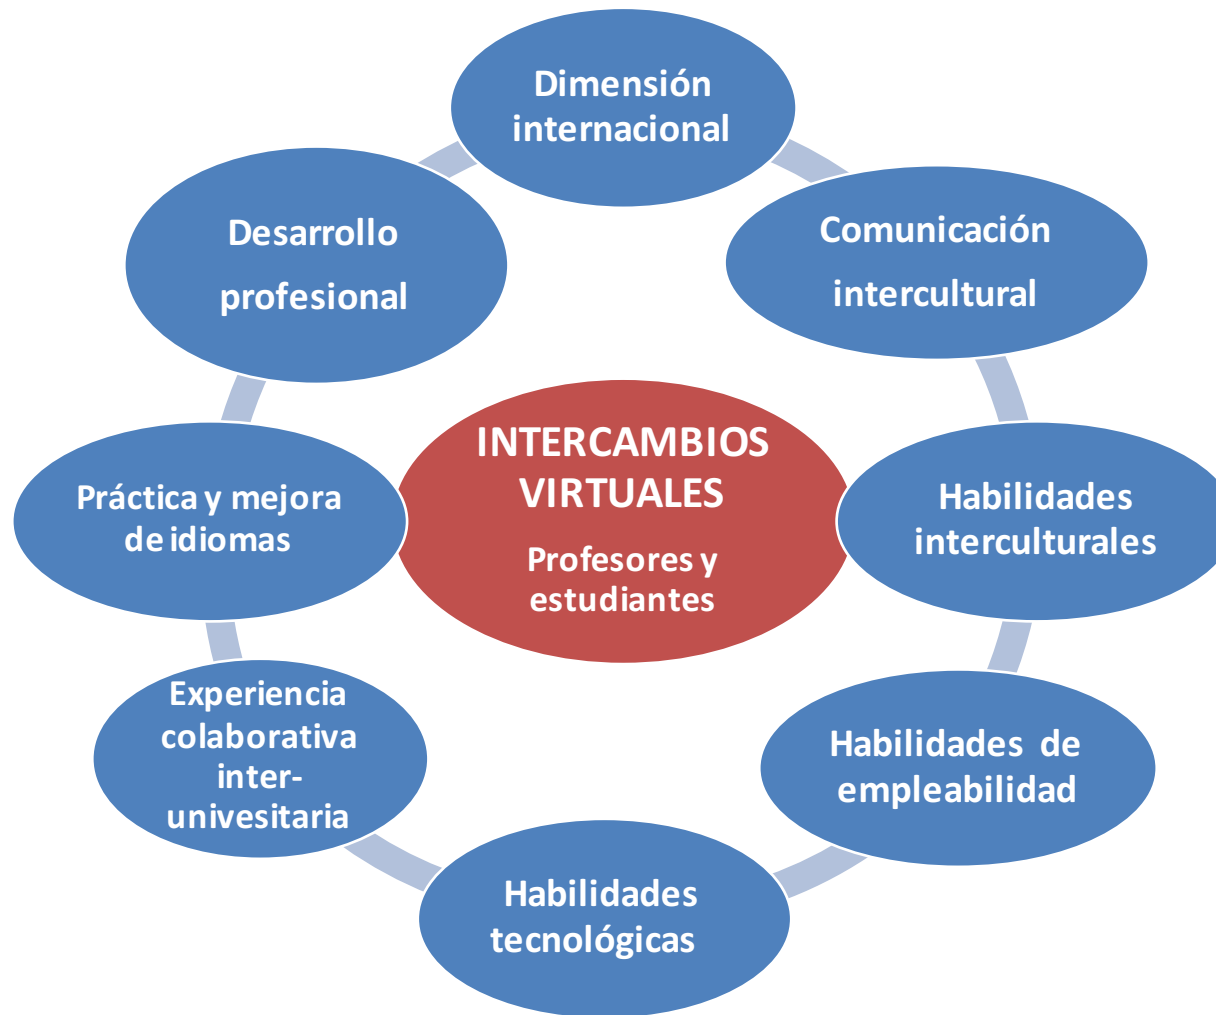 Dimensión
internacional
Comunicación
intercultural
Habilidades
interculturales
Habilidades de
empleabilidad
Habilidades
tecnológicas
Experiencia
colaborativa
inter-
univesitaria
Práctica y mejora
de idiomas
Desarrollo
profesional
INTERCAMBIOS
VIRTUALES
Profesores y
estudiantes